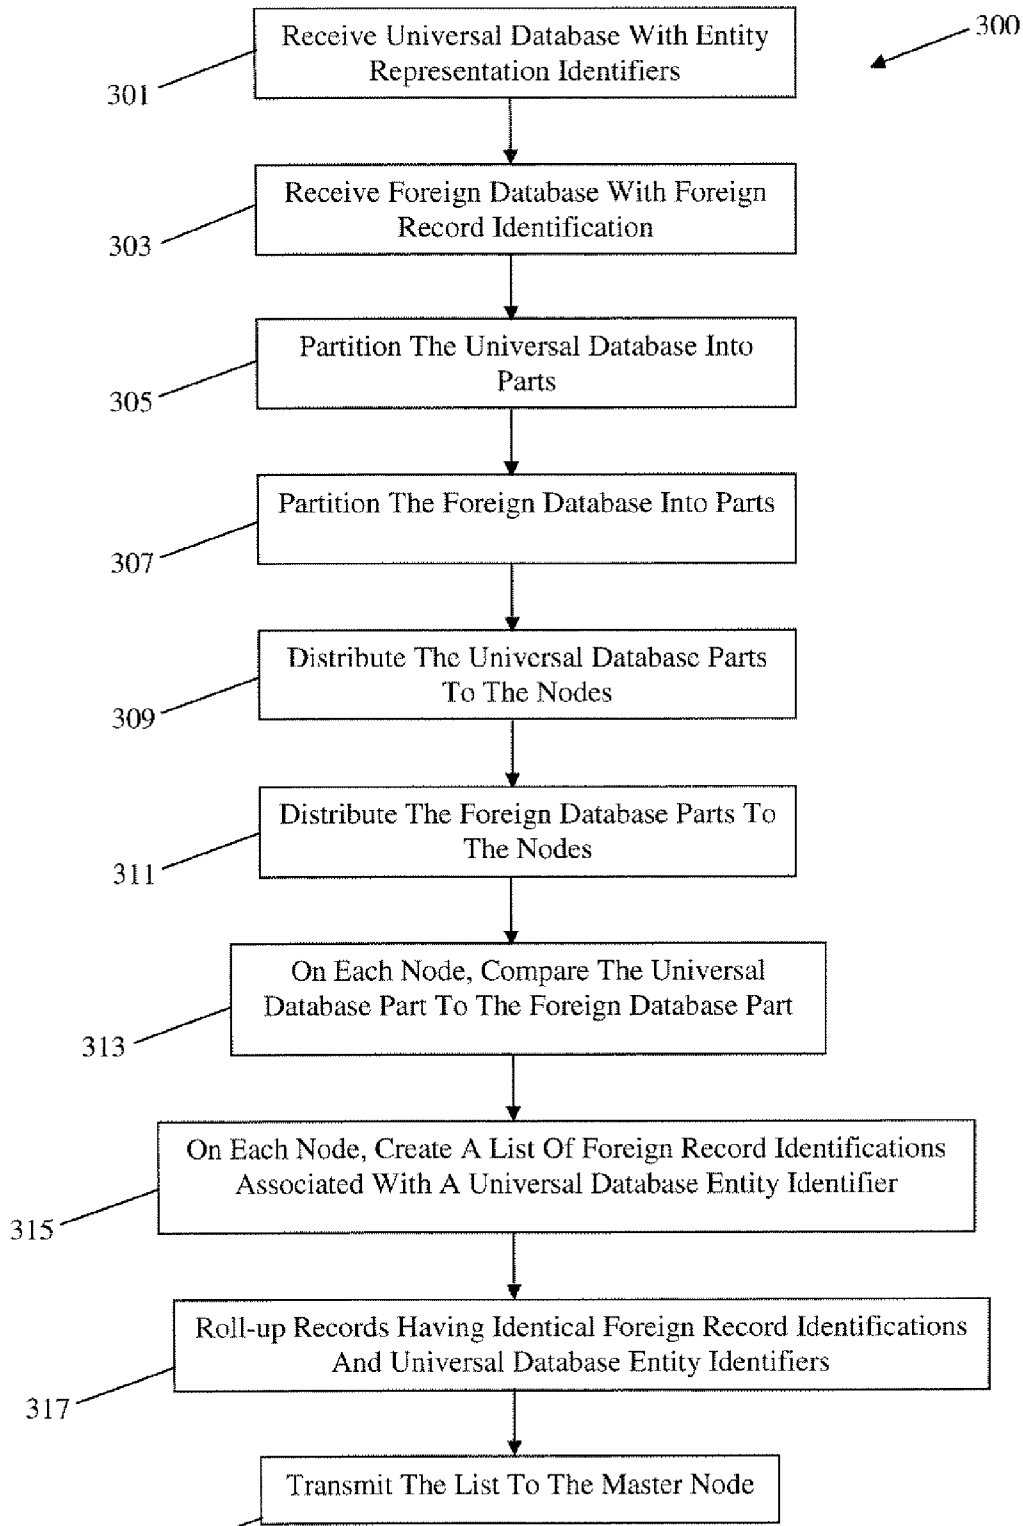 300
Receive Universal Database With Entity
Representation Identifiers
301
Receive Foreign Database With Foreign
Record Identification
303
Partition The Universal Database Into
Parts
305
Partition The Foreign Database Into Parts
307
Distribute The Universal Database Parts
To The Nodes
309
Distribute The Foreign Database Parts To
The Nodes
311
On Each Node, Compare The Universal
Database Part To The Foreign Database Part
313
On Each Node, Create A List Of Foreign Record Identifications
Associated With A Universal Database Entity Identifier
315
Roll-up Records Having Identical Foreign Record Identifications
And Universal Database Entity Identifiers
317
Transmit The List To The Master Node